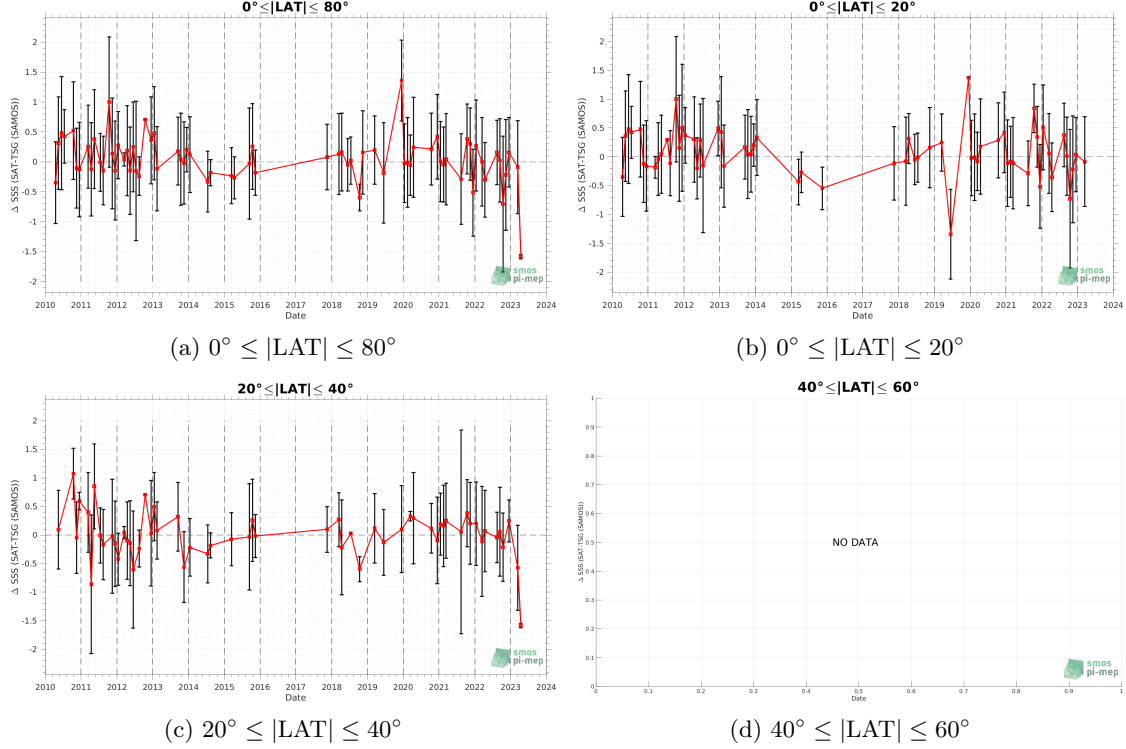 0°≤|LAT|≤ 80°
Δ SSS (SAT-TSG (SAMOS))
2
1.5
1
0.5
0
-0.5
-1
-1.5
-2
2010 2011 2012 2013 2014 2015 2016 2017 2018 2019 2020 2021 2022 2023 2024
Date
smos
pi-mep
(a) 0° ≤ |LAT| ≤ 80°
0°≤|LAT|≤ 20°
Δ SSS (SAT-TSG (SAMOS))
2
1.5
1
0.5
0
-0.5
-1
-1.5
-2
2010 2011 2012 2013 2014 2015 2016 2017 2018 2019 2020 2021 2022 2023 2024
Date
smos
pi-mep
(b) 0° ≤ |LAT| ≤ 20°
20°≤|LAT|≤ 40°
Δ SSS (SAT-TSG (SAMOS))
2
1.5
1
0.5
0
-0.5
-1
-1.5
-2
2010 2011 2012 2013 2014 2015 2016 2017 2018 2019 2020 2021 2022 2023 2024
Date
smos
pi-mep
(c) 20° ≤ |LAT| ≤ 40°
40°≤|LAT|≤ 60°
Δ SSS (SAT-TSG (SAMOS))
1
0.9
0.8
0.7
0.6
0.5
0.4
0.3
0.2
0.1
0
NO DATA
0 0.1 0.2 0.3 0.4 0.5 0.6 0.7 0.8 0.9 1
Date
smos
pi-mep
(d) 40° ≤ |LAT| ≤ 60°